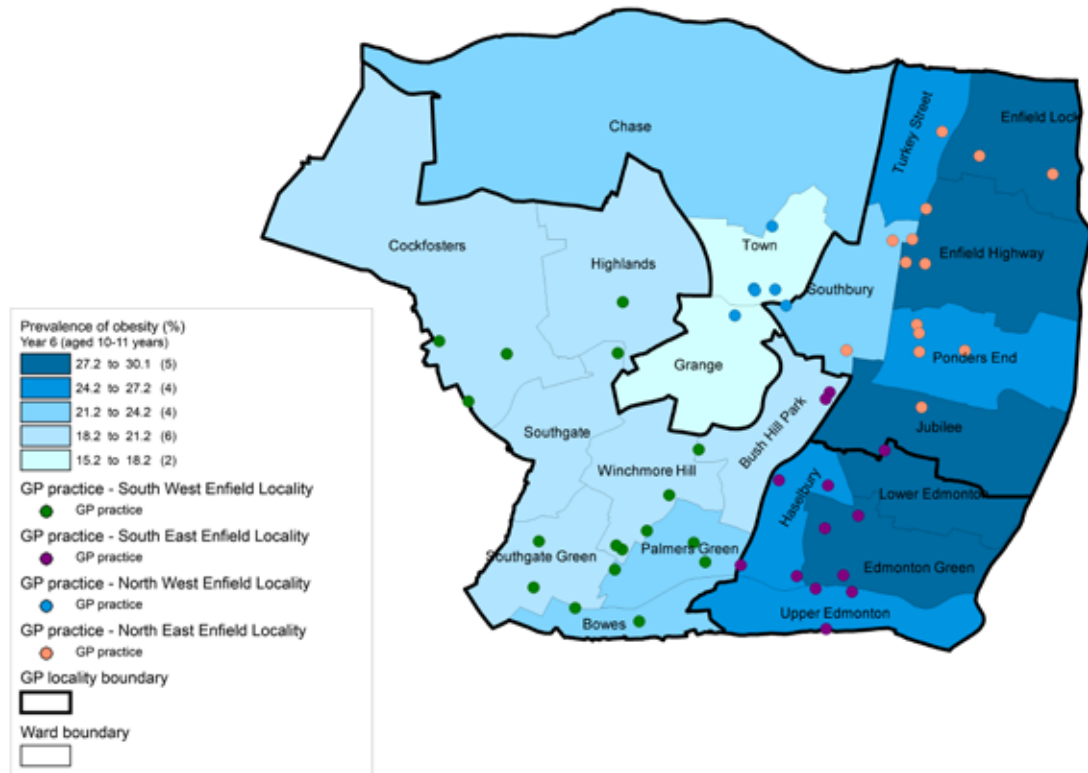 Chase
Turkey Street
Enfield Lock
Town
Cockfosters
Highlands
Enfield Highway
Southbury
Grange
Ponders End
Bush Hill Park
Jubilee
Southgate
Winchmore Hill
Haselbury
Lower Edmonton
Southgate Green
Palmers Green
Edmonton Green
Bowes
Upper Edmonton
Prevalence of obesity (%)
Year 6 (aged 10-11 years)
27.2 to 30.1 (5)
24.2 to 27.2 (4)
21.2 to 24.2 (4)
18.2 to 21.2 (6)
15.2 to 18.2 (2)
GP practice - South West Enfield Locality
GP practice
GP practice - South East Enfield Locality
GP practice
GP practice - North West Enfield Locality
GP practice
GP practice - North East Enfield Locality
GP practice
GP locality boundary
Ward boundary